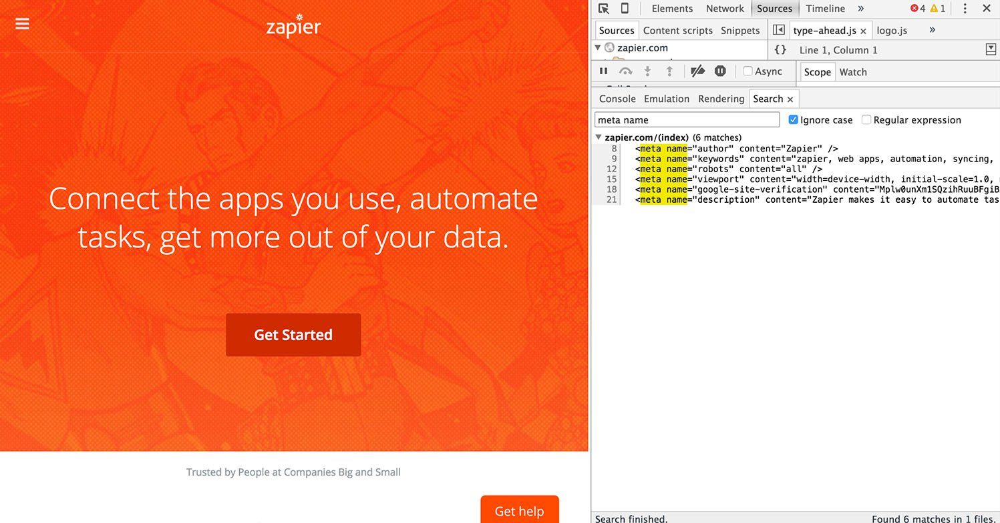 zapier
Connect the apps you use, automate
tasks, get more out of your data.
Get Started
Trusted by People at Companies Big and Small
Get help
Elements Network Sources Timeline » 4 1
Sources Content scripts Snippets type-ahead.js × logo.js »
zapier.com {} Line 1, Column 1
Async Scope Watch
Console Emulation Rendering Search ×
meta name Ignore case Regular expression
zapier.com/(index) (6 matches)
8 <meta name="author" content="Zapier" />
9 <meta name="keywords" content="zapier, web apps, automation, syncing,
12 <meta name="robots" content="all" />
15 <meta name="viewport" content="width=device-width, initial-scale=1.0,
18 <meta name="google-site-verification" content="Mplw0unXm1SQzihRuuBFgiB
21 <meta name="description" content="Zapier makes it easy to automate tas
Search finished. Found 6 matches in 1 files.